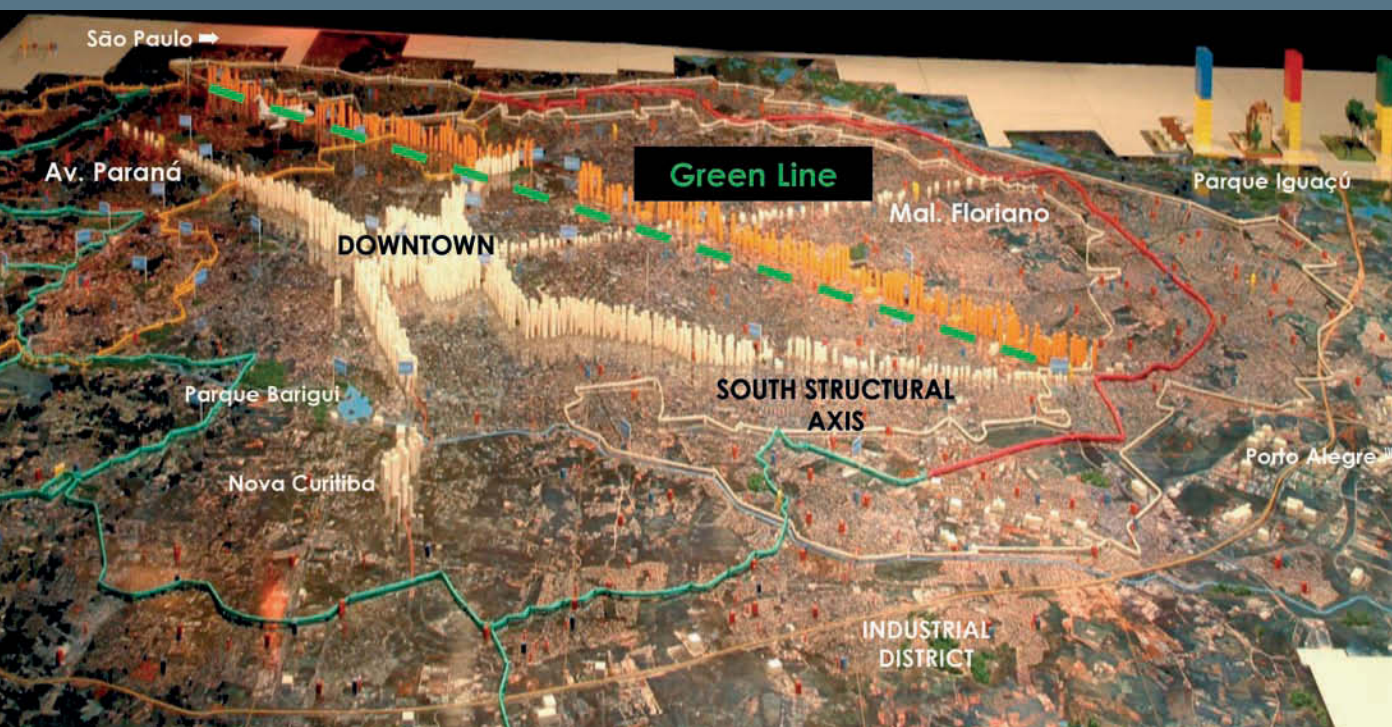 São Paulo
Av. Paraná
Green Line
Parque Iguaçú
Mal. Floriano
DOWNTOWN
SOUTH STRUCTURAL
AXIS
Parque Barigui
Nova Curitiba
Porto Alegre
INDUSTRIAL
DISTRICT